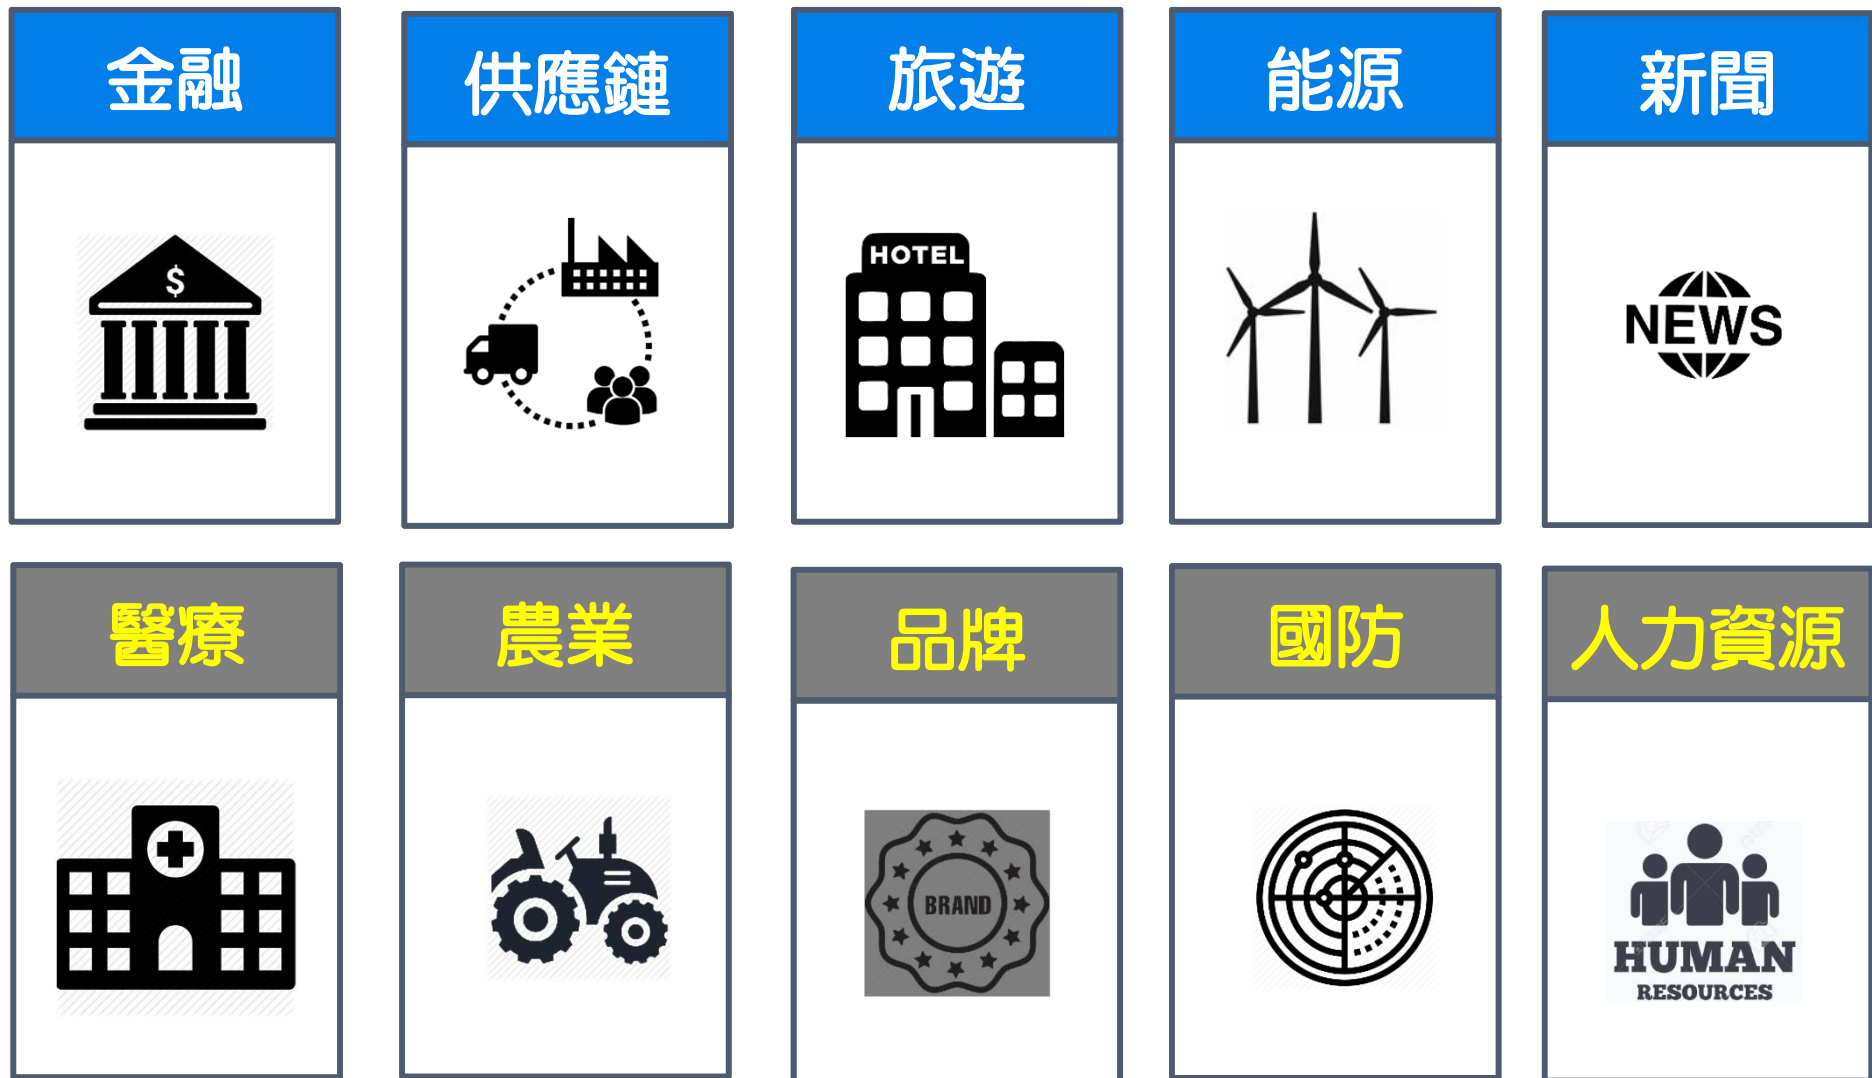 金融
供應鏈
旅遊
能源
新聞
$
HOTEL
NEWS
醫療
農業
品牌
國防
人力資源
BRAND
HUMAN
RESOURCES